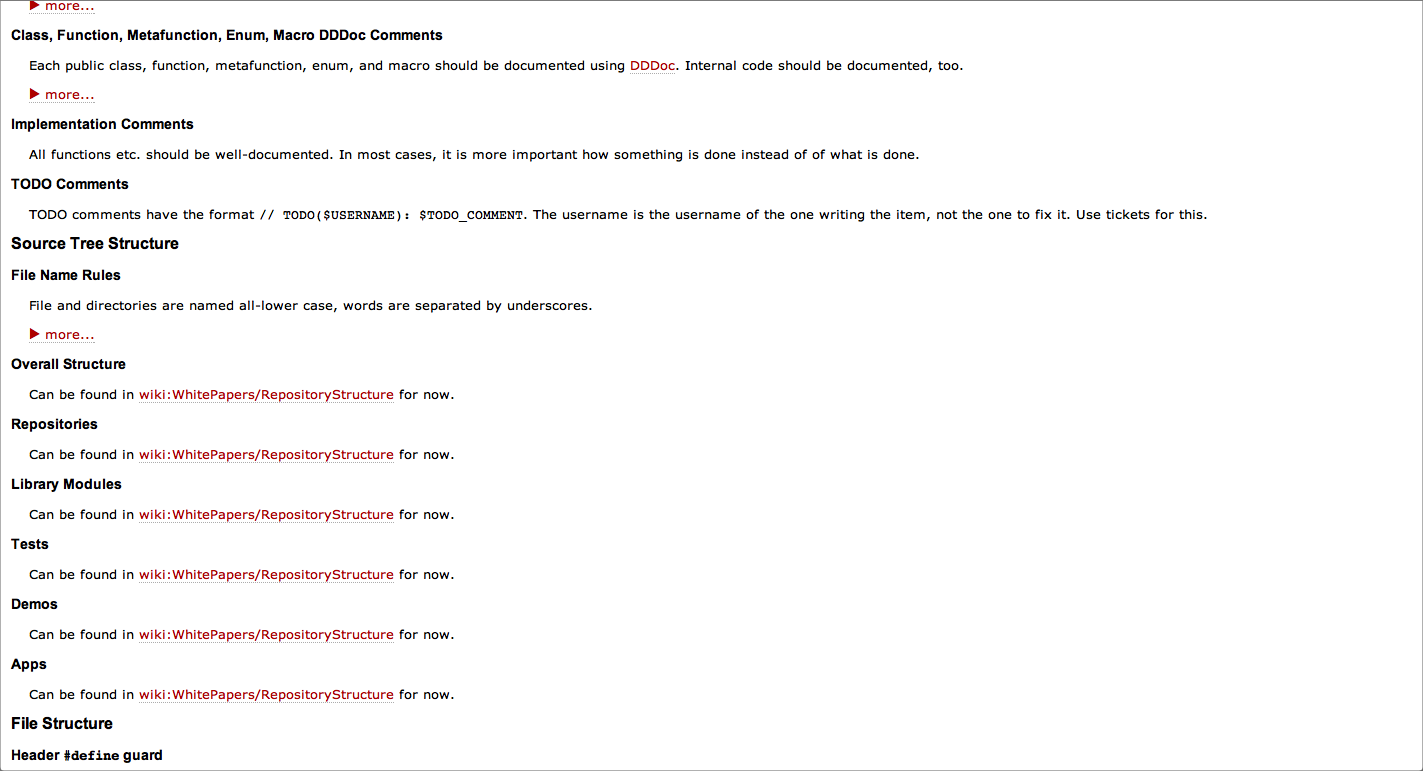 ▶ more...
Class, Function, Metafunction, Enum, Macro DDDoc Comments
Each public class, function, metafunction, enum, and macro should be documented using DDDoc. Internal code should be documented, too.
▶ more...
Implementation Comments
All functions etc. should be well-documented. In most cases, it is more important how something is done instead of of what is done.
TODO Comments
TODO comments have the format // TODO($USERNAME): $TODO_COMMENT. The username is the username of the one writing the item, not the one to fix it. Use tickets for this.
Source Tree Structure
File Name Rules
File and directories are named all-lower case, words are separated by underscores.
▶ more...
Overall Structure
Can be found in wiki:WhitePapers/RepositoryStructure for now.
Repositories
Can be found in wiki:WhitePapers/RepositoryStructure for now.
Library Modules
Can be found in wiki:WhitePapers/RepositoryStructure for now.
Tests
Can be found in wiki:WhitePapers/RepositoryStructure for now.
Demos
Can be found in wiki:WhitePapers/RepositoryStructure for now.
Apps
Can be found in wiki:WhitePapers/RepositoryStructure for now.
File Structure
Header #define guard